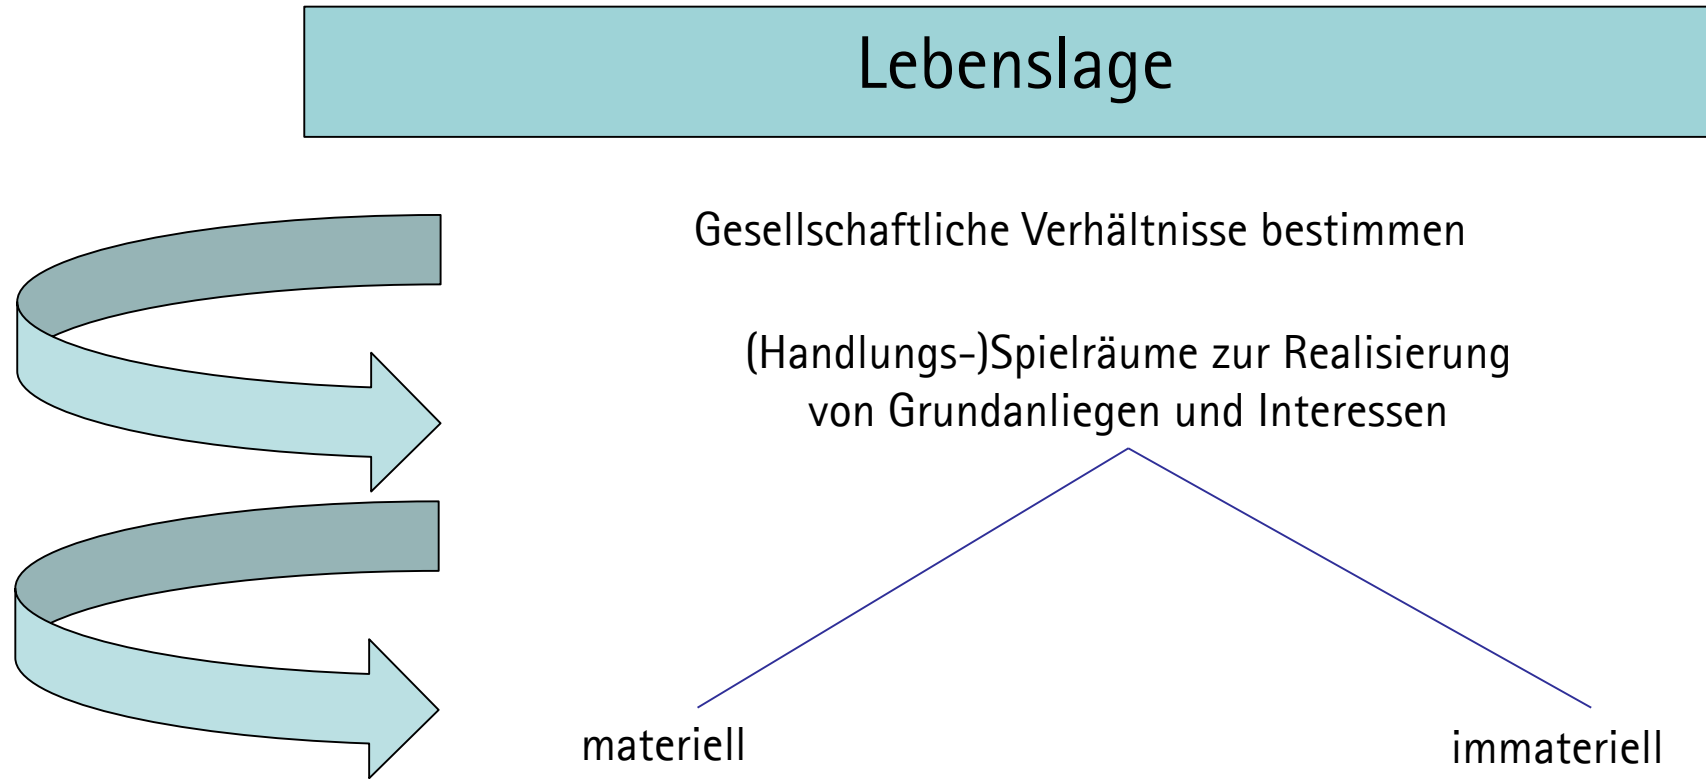 Lebenslage
Gesellschaftliche Verhältnisse bestimmen
(Handlungs-)Spielräume zur Realisierung
von Grundanliegen und Interessen
materiell
immateriell